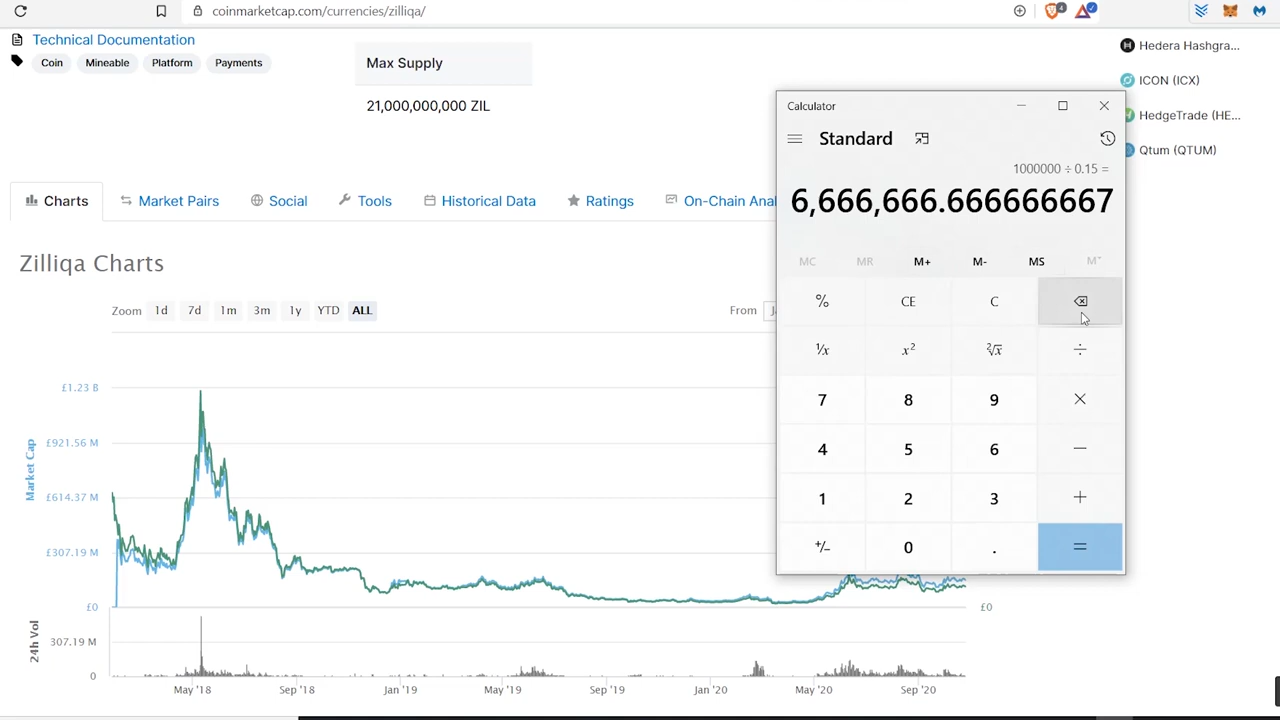 coinmarketcap.com/currencies/zilliqa/
4
Technical Documentation
Coin Mineable Platform Payments
Max Supply
21,000,000,000 ZIL
Hedera Hashgra...
ICON (ICX)
HedgeTrade (HE...
Qtum (QTUM)
Charts Market Pairs Social Tools Historical Data Ratings On-Chain Anal
Zilliqa Charts
Zoom 1d 7d 1m 3m 1y YTD ALL
From
£1.23 B
£921.56 M
£614.37 M
£307.19 M
£0
£0
Market Cap
307.19 M
0
24h Vol
May '18 Sep '18 Jan '19 May '19 Sep '19 Jan '20 May '20 Sep '20
Calculator
Standard
1000000 ÷ 0.15 =
6,666,666.666666667
MC MR M+ M- MS M˅
% CE C
¹/x x² ²√x ÷
7 8 9 ×
4 5 6 −
1 2 3 +
+/− 0 . =